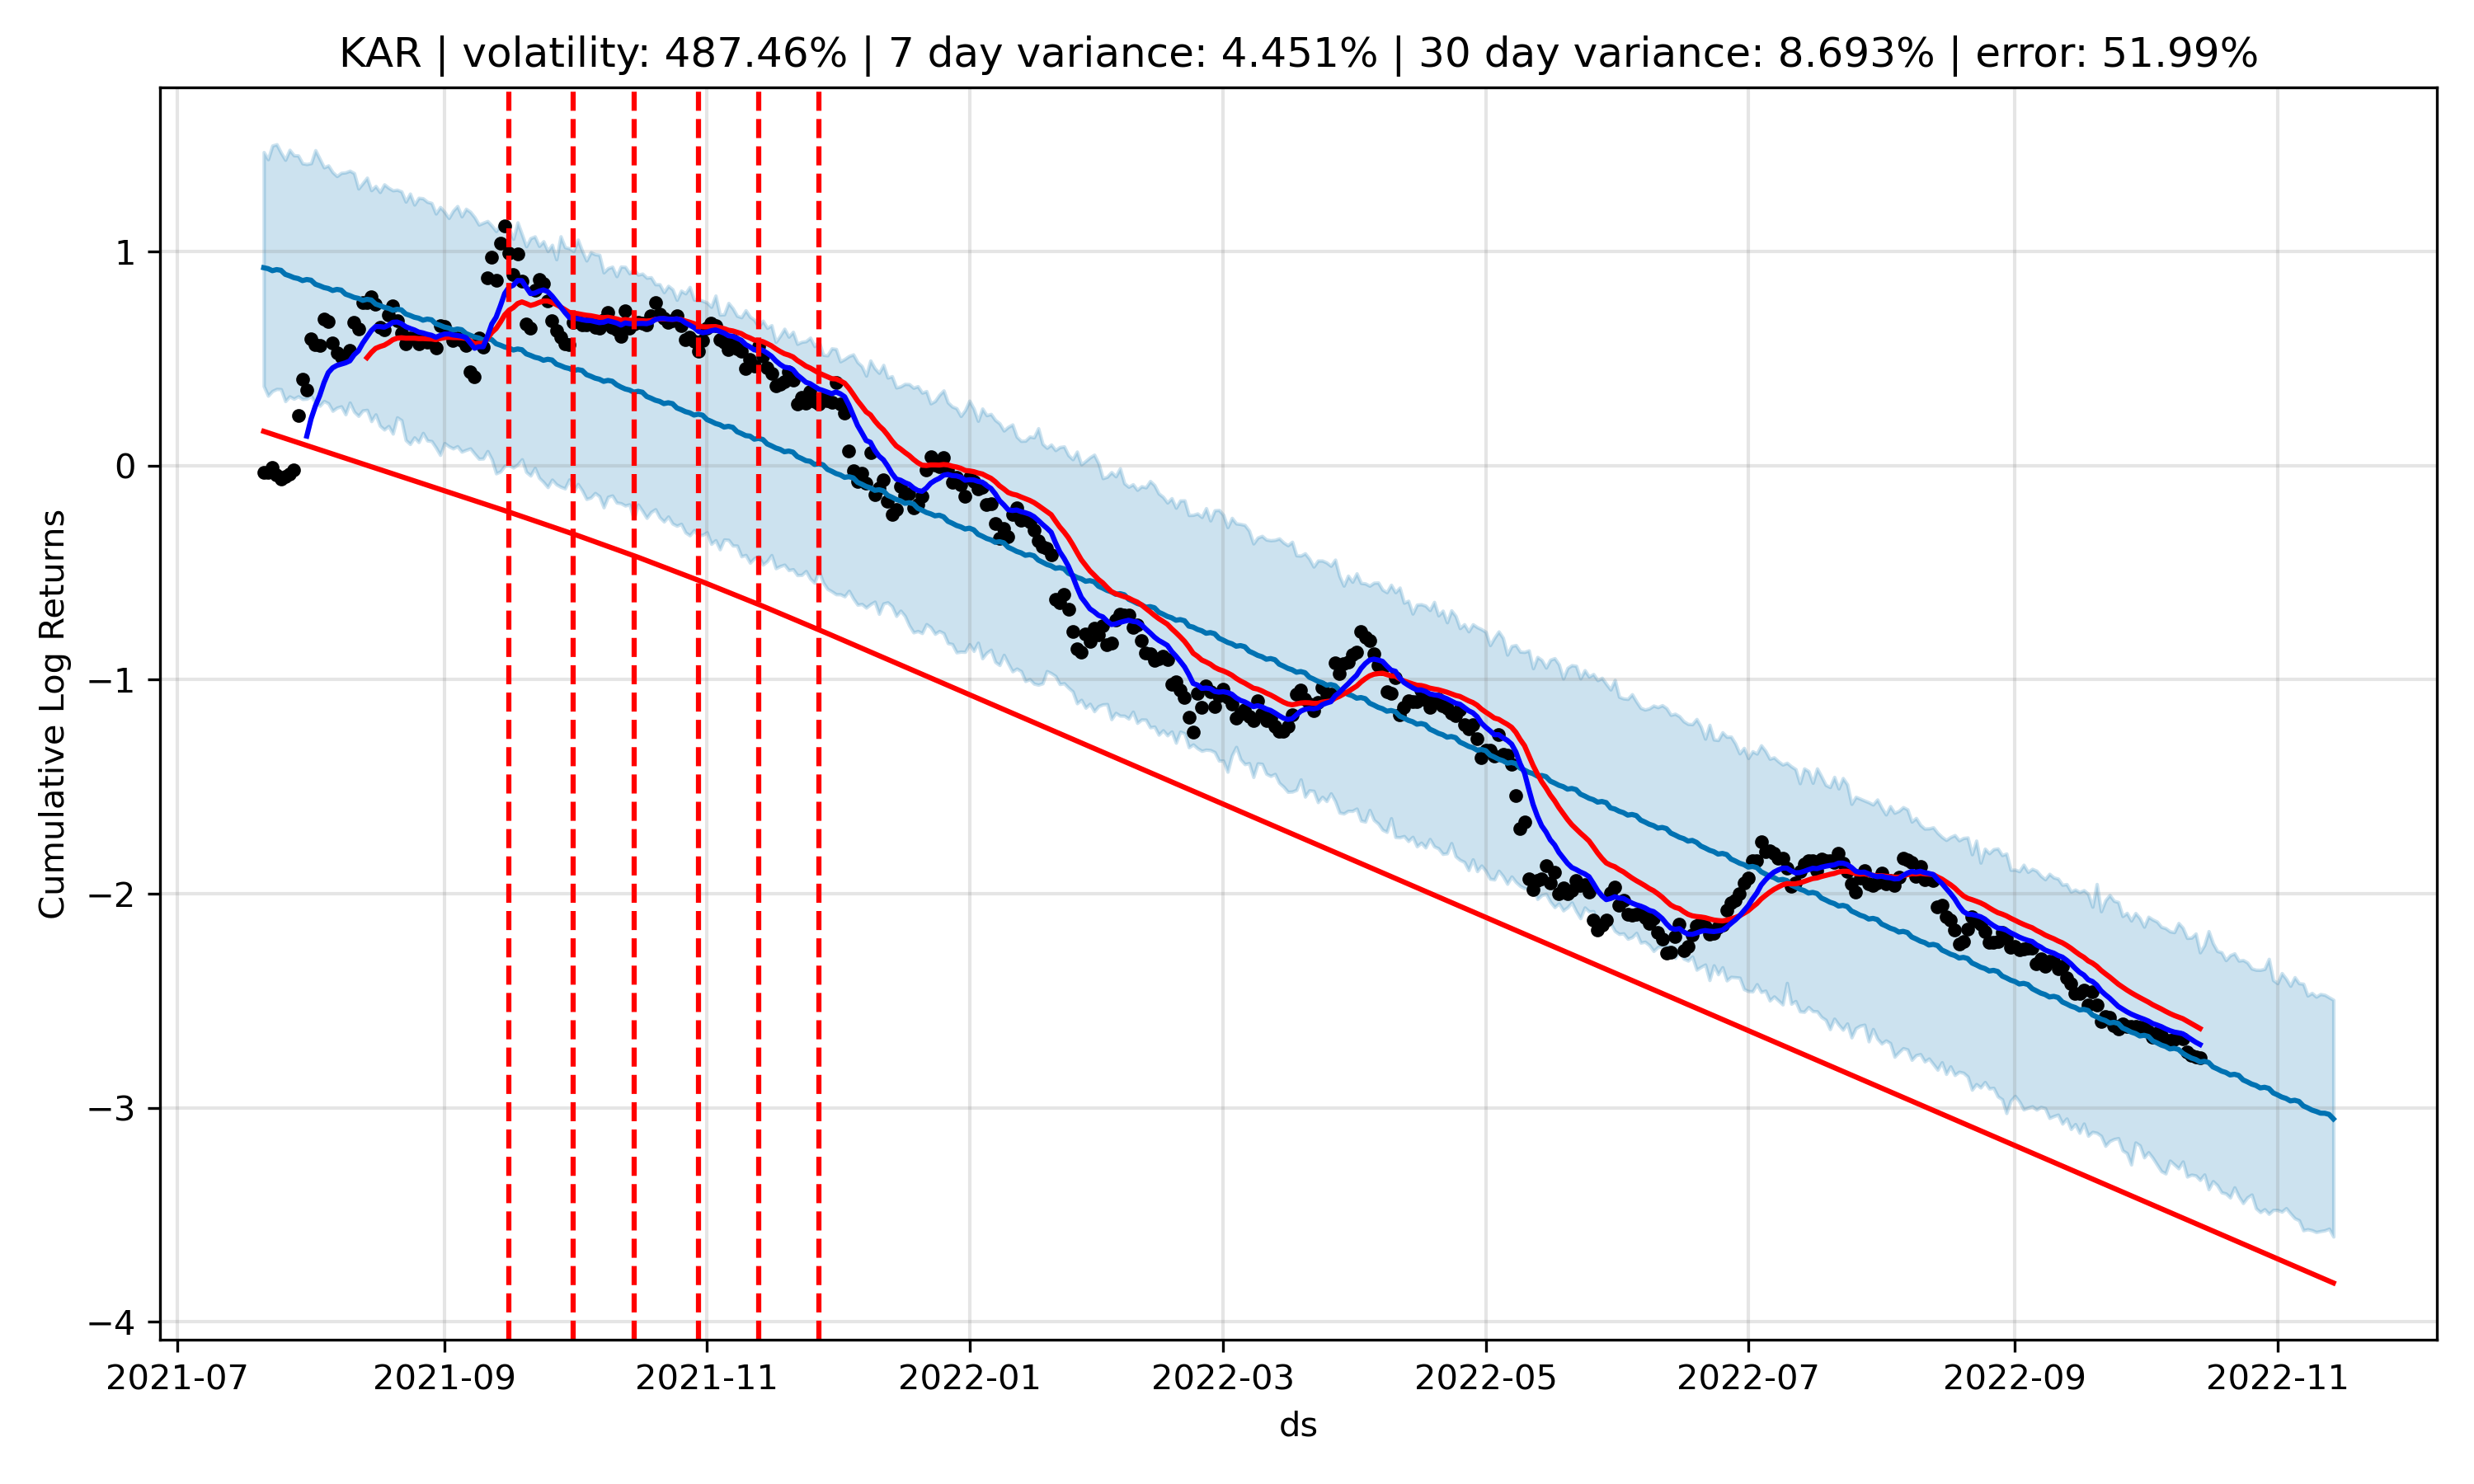 KAR | volatility: 487.46% | 7 day variance: 4.451% | 30 day variance: 8.693% | error: 51.99%
Cumulative Log Returns
1
0
−1
−2
−3
−4
2021-07 2021-09 2021-11 2022-01 2022-03 2022-05 2022-07 2022-09 2022-11
ds